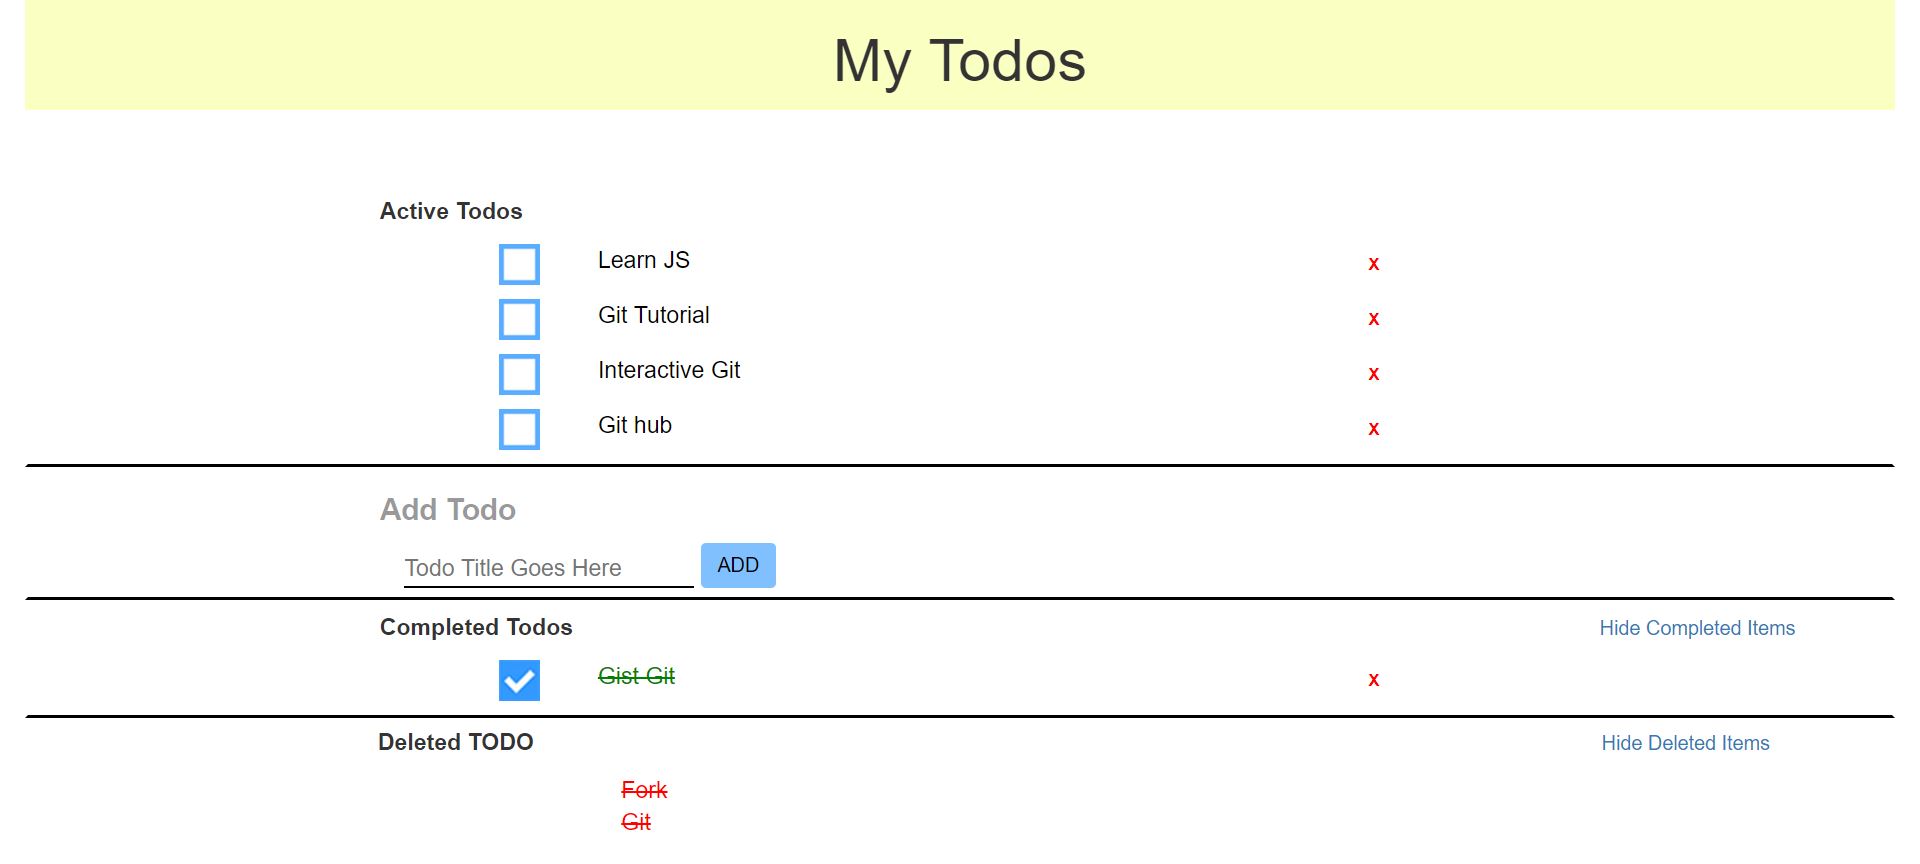 My Todos
Active Todos
Learn JS x
Git Tutorial x
Interactive Git x
Git hub x
Add Todo
Todo Title Goes Here ADD
Completed Todos Hide Completed Items
Gist Git x
Deleted TODO Hide Deleted Items
Fork
Git